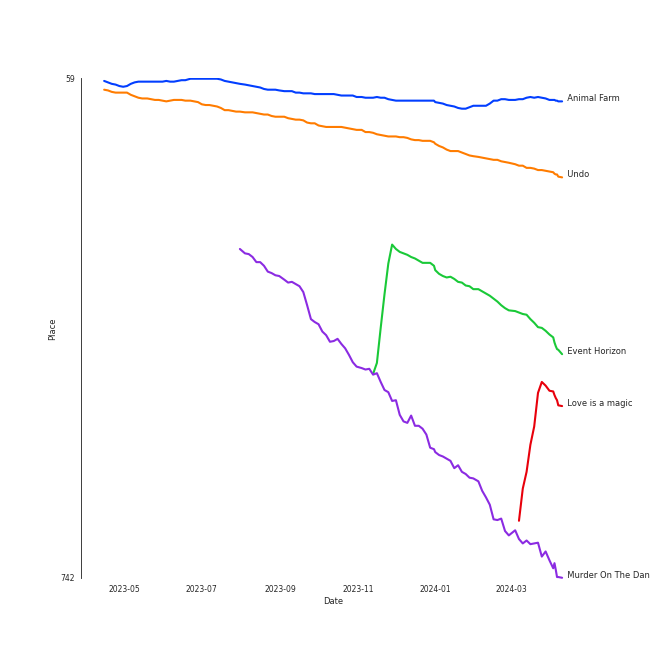 59
Animal Farm
Undo
Place
Event Horizon
Love is a magic
742
Murder On The Dan
2023-05 2023-07 2023-09 2023-11 2024-01 2024-03
Date